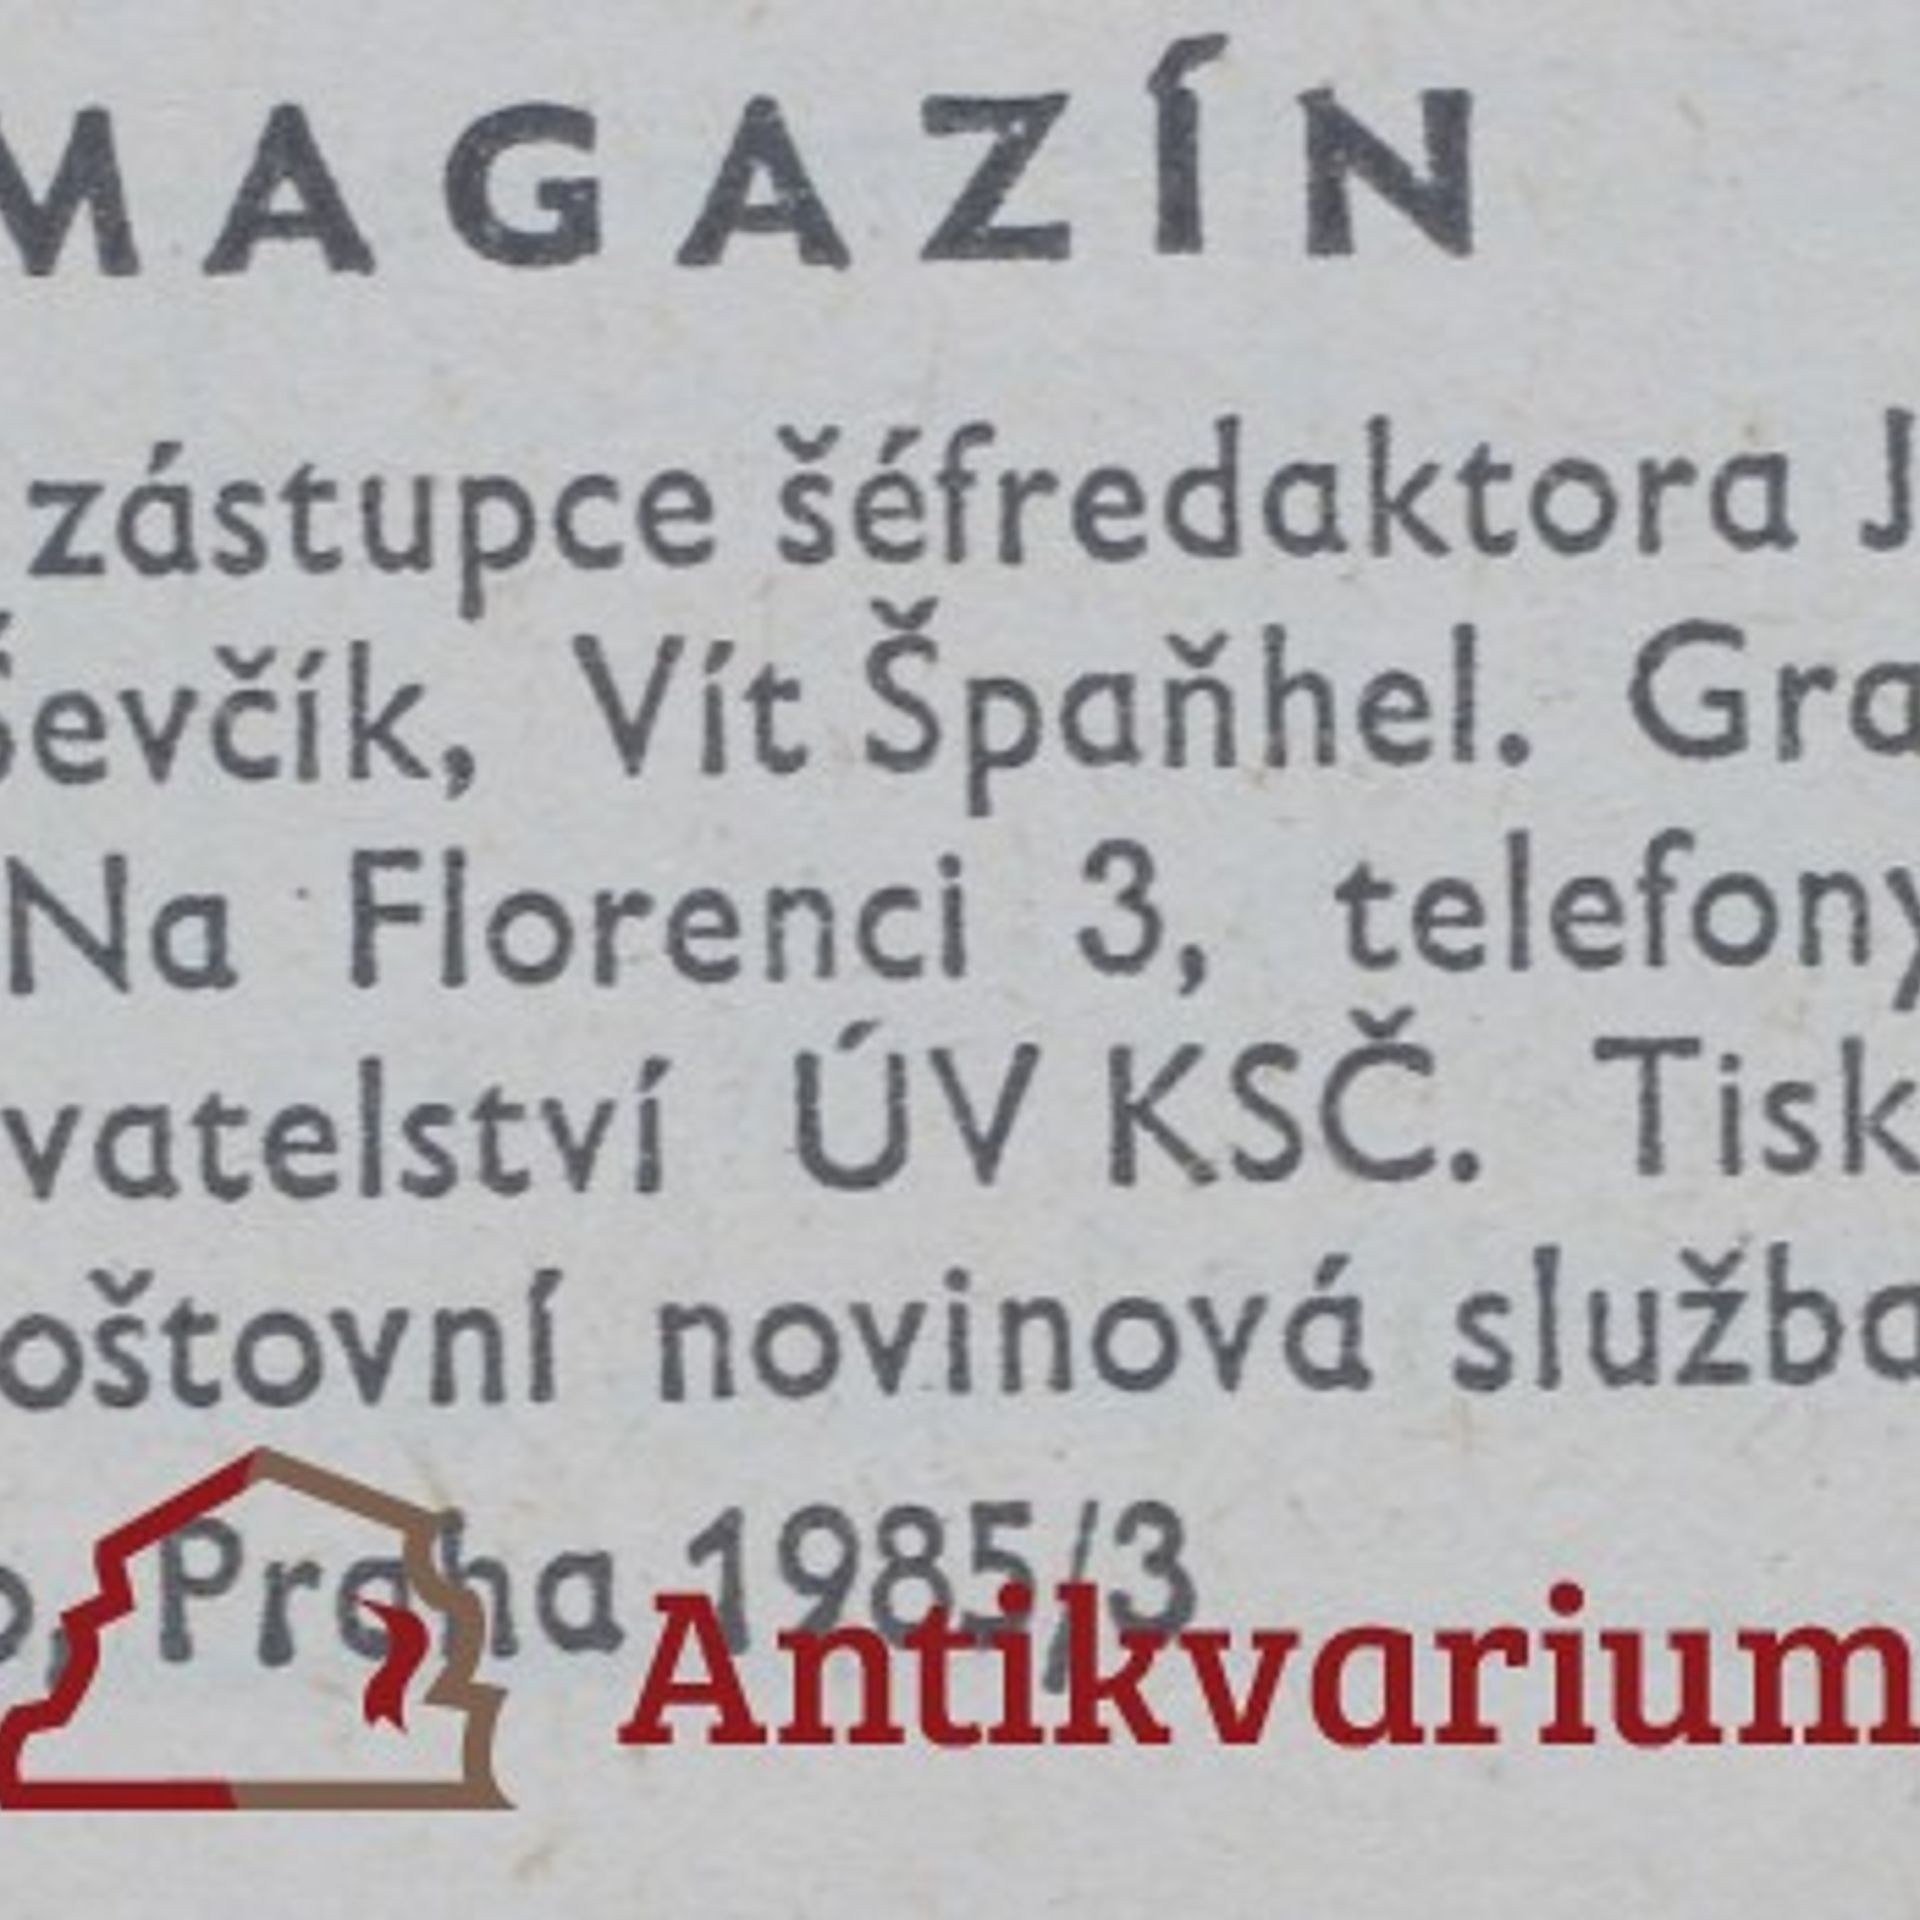 MAGAZÍN
zástupce šéfredaktora J
Ševčík, Vít Špaňhel. Gra
Na Florenci 3, telefony
vatelství ÚV KSČ. Tisk
oštovní novinová služba
o, Praha 1985/3
Antikvarium